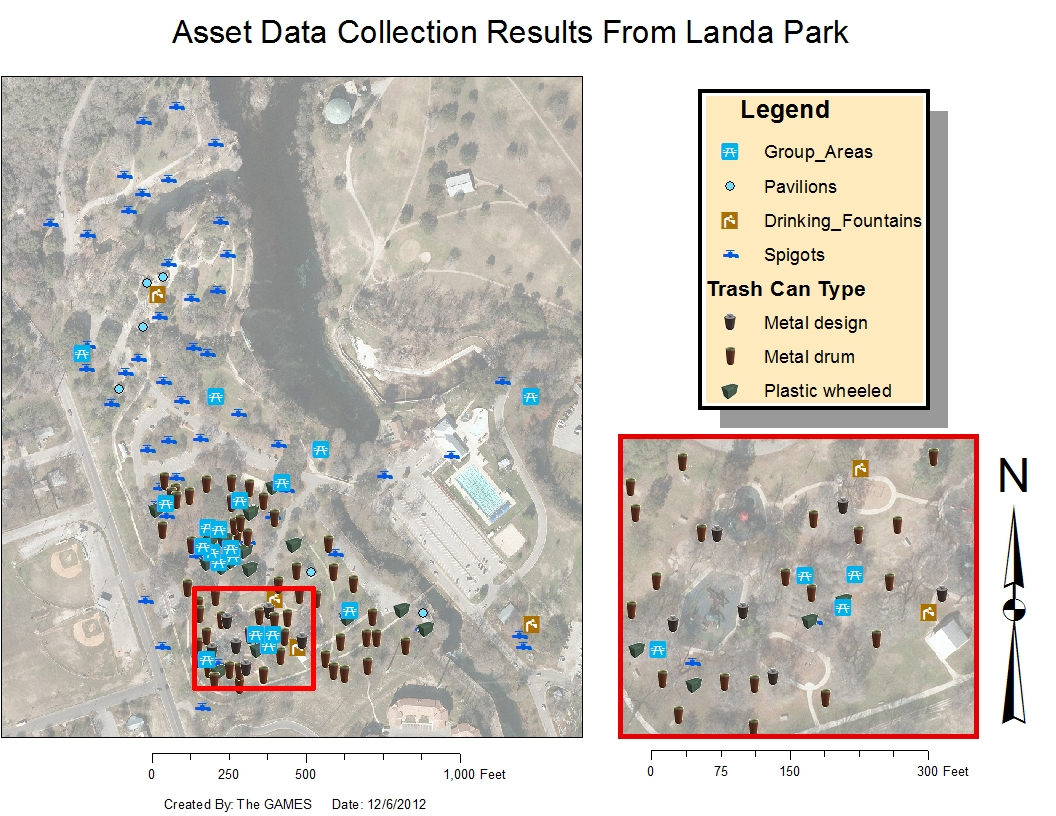 Asset Data Collection Results From Landa Park
Legend
Group_Areas
Pavilions
Drinking_Fountains
Spigots
Trash Can Type
Metal design
Metal drum
Plastic wheeled
N
0 250 500 1,000 Feet
0 75 150 300 Feet
Created By: The GAMES Date: 12/6/2012